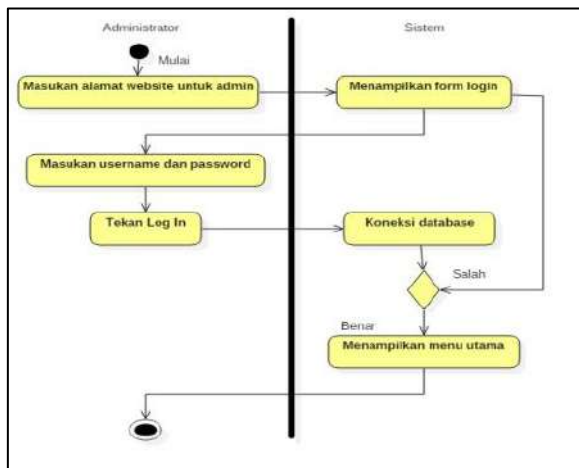 Administrator
Sistem
Mulai
Masukan alamat website untuk admin
Menampilkan form login
Masukan username dan password
Tekan Log In
Koneksi database
Salah
Benar
Menampilkan menu utama